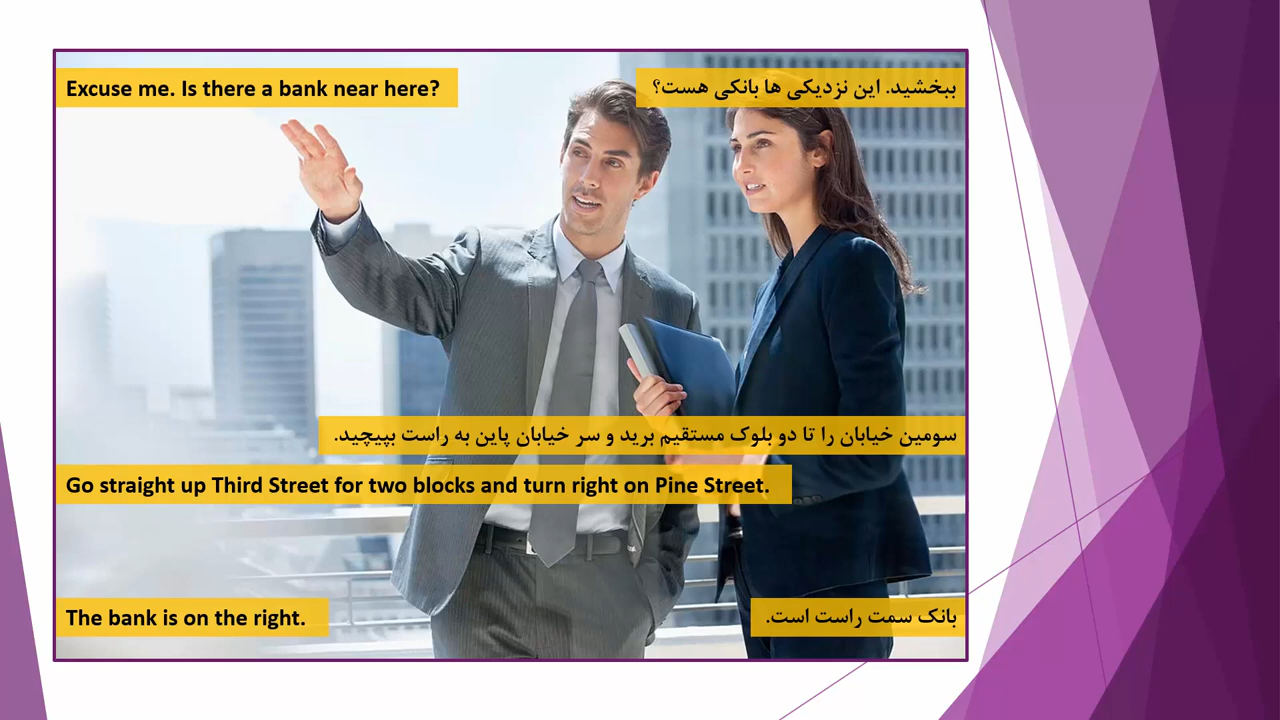 Excuse me. Is there a bank near here?
ببخشید. این نزدیکی ها بانکی هست؟
سومین خیابان را تا دو بلوک مستقیم برید و سر خیابان پاین به راست بپیچید.
Go straight up Third Street for two blocks and turn right on Pine Street.
The bank is on the right.
بانک سمت راست است.